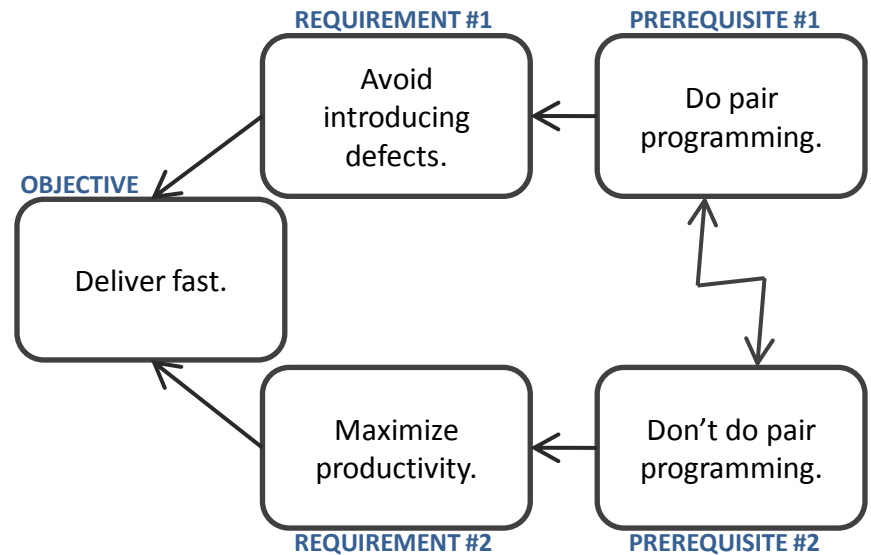 REQUIREMENT #1
Avoid
introducing
defects.
PREREQUISITE #1
Do pair
programming.
OBJECTIVE
Deliver fast.
Maximize
productivity.
REQUIREMENT #2
Don't do pair
programming.
PREREQUISITE #2